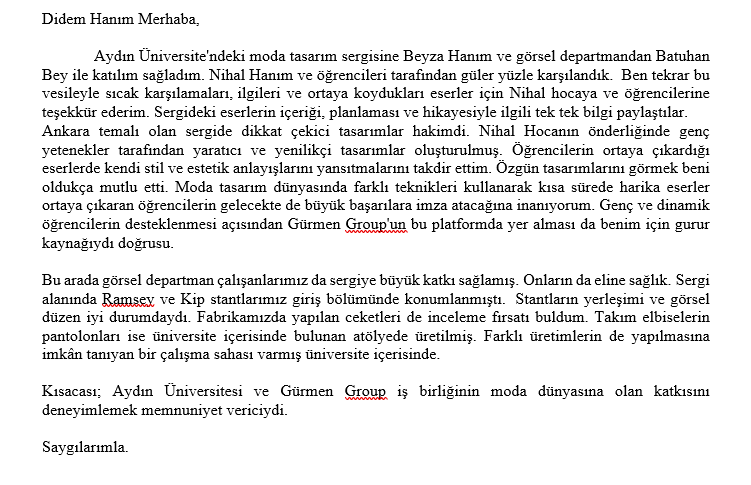 Didem Hanım Merhaba,
Aydın Üniversite'ndeki moda tasarım sergisine Beyza Hanım ve görsel departmandan Batuhan
Bey ile katılım sağladım. Nihal Hanım ve öğrencileri tarafından güler yüzle karşılandık. Ben tekrar bu
vesileyle sıcak karşılamaları, ilgileri ve ortaya koydukları eserler için Nihal hocaya ve öğrencilerine
teşekkür ederim. Sergideki eserlerin içeriği, planlaması ve hikayesiyle ilgili tek tek bilgi paylaştılar.
Ankara temalı olan sergide dikkat çekici tasarımlar hakimdi. Nihal Hocanın önderliğinde genç
yetenekler tarafından yaratıcı ve yenilikçi tasarımlar oluşturulmuş. Öğrencilerin ortaya çıkardığı
eserlerde kendi stil ve estetik anlayışlarını yansıtmalarını takdir ettim. Özgün tasarımlarını görmek beni
oldukça mutlu etti. Moda tasarım dünyasında farklı teknikleri kullanarak kısa sürede harika eserler
ortaya çıkaran öğrencilerin gelecekte de büyük başarılara imza atacağına inanıyorum. Genç ve dinamik
öğrencilerin desteklenmesi açısından Gürmen Group'un bu platformda yer alması da benim için gurur
kaynağıydı doğrusu.
Bu arada görsel departman çalışanlarımız da sergiye büyük katkı sağlamış. Onların da eline sağlık. Sergi
alanında Ramsey ve Kip stantlarımız giriş bölümünde konumlanmıştı. Stantların yerleşimi ve görsel
düzen iyi durumdaydı. Fabrikamızda yapılan ceketleri de inceleme fırsatı buldum. Takım elbiselerin
pantolonları ise üniversite içerisinde bulunan atölyede üretilmiş. Farklı üretimlerin de yapılmasına
imkân tanıyan bir çalışma sahası varmış üniversite içerisinde.
Kısacası; Aydın Üniversitesi ve Gürmen Group iş birliğinin moda dünyasına olan katkısını
deneyimlemek memnuniyet vericiydi.
Saygılarımla.